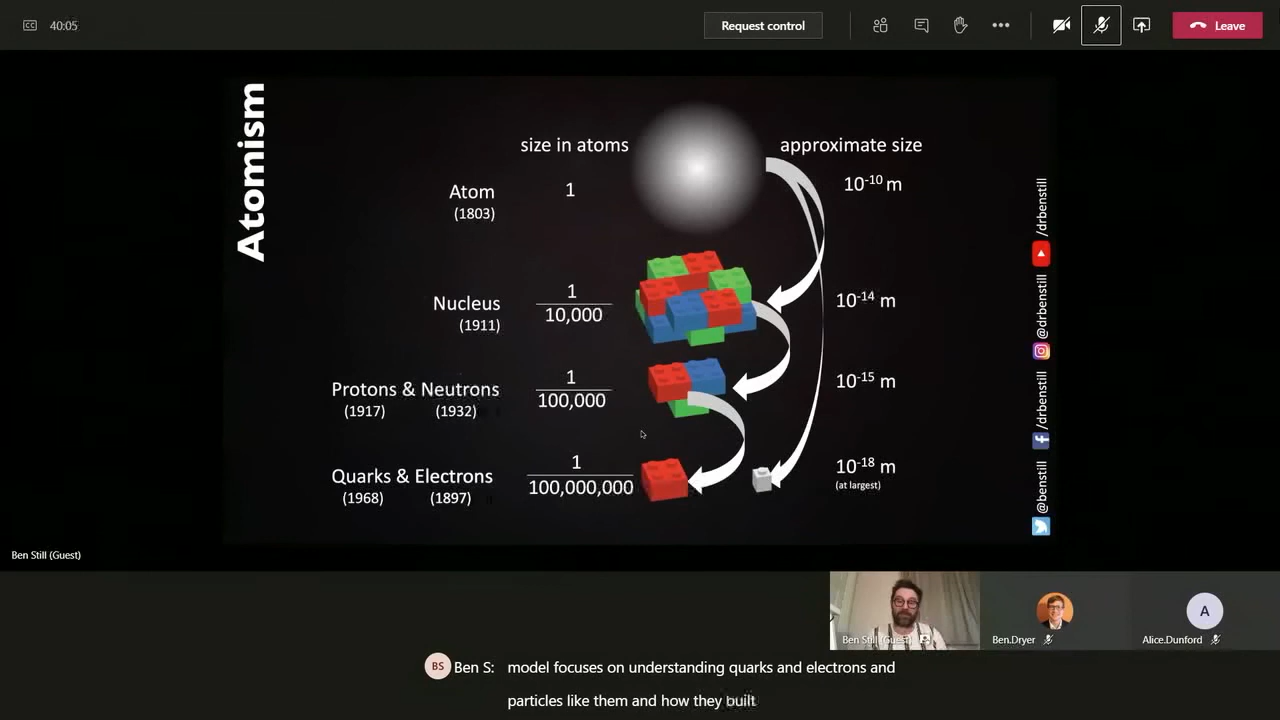 CC 40:05
Request control
Leave
Atomism
size in atoms
approximate size
Atom
(1803)
1
10-10 m
Nucleus
(1911)
1
10,000
10-14 m
Protons & Neutrons
(1917) (1932)
1
100,000
10-15 m
Quarks & Electrons
(1968) (1897)
1
100,000,000
10-18 m
(at largest)
/drbenstill
@drbenstill
/drbenstill
@benstill
Ben Still (Guest)
Ben Still (Guest)
Ben.Dryer
A
Alice.Dunford
BS Ben S: model focuses on understanding quarks and electrons and
particles like them and how they built